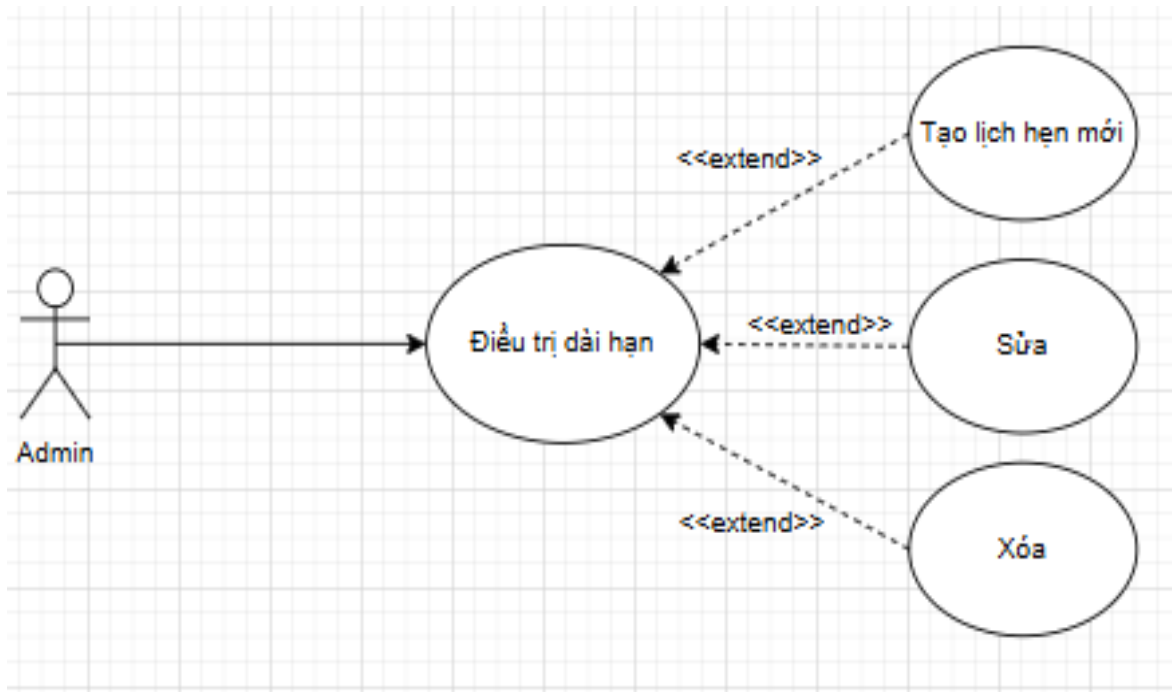 Tạo lịch hẹn mới
<<extend>>
<<extend>>
Điều trị dài hạn
Sửa
Admin
<<extend>>
Xóa